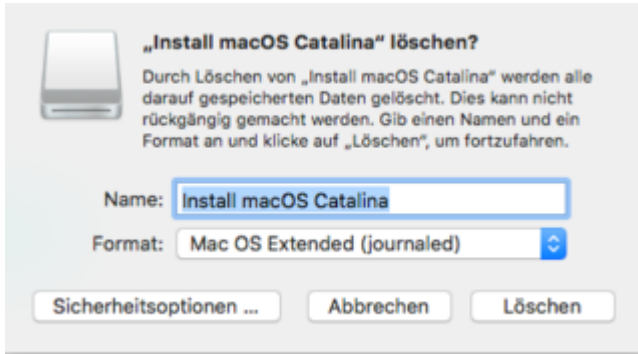 „Install macOS Catalina“ löschen?
Durch Löschen von „Install macOS Catalina“ werden alle
darauf gespeicherten Daten gelöscht. Dies kann nicht
rückgängig gemacht werden. Gib einen Namen und ein
Format an und klicke auf „Löschen“, um fortzufahren.
Name: Install macOS Catalina
Format: Mac OS Extended (journaled)
Sicherheitsoptionen ... Abbrechen Löschen